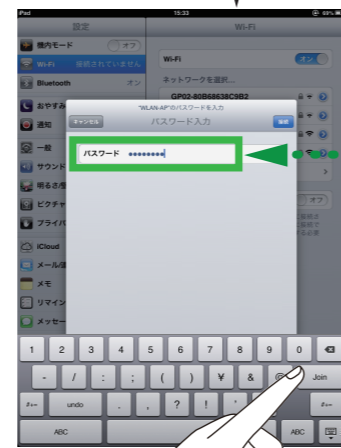 iPad 15:33 69%
設定 Wi-Fi
機内モード オフ
Wi-Fi 接続されていません
Bluetooth オン
おやすみ
通知
一般
サウンド
明るさ/壁
ピクチャ
プライバ
iCloud
メール/連
メモ
リマイン
メッセー
Wi-Fi オン
ネットワークを選択...
GP02-80B68638C9B2
オフ
"WLAN-AP"のパスワードを入力
キャンセル パスワード入力 接続
パスワード ••••••••
1 2 3 4 5 6 7 8 9 0
- / : ; ( ) ¥ & @ Join
#+= undo . , ? ! ' #+=
ABC ABC